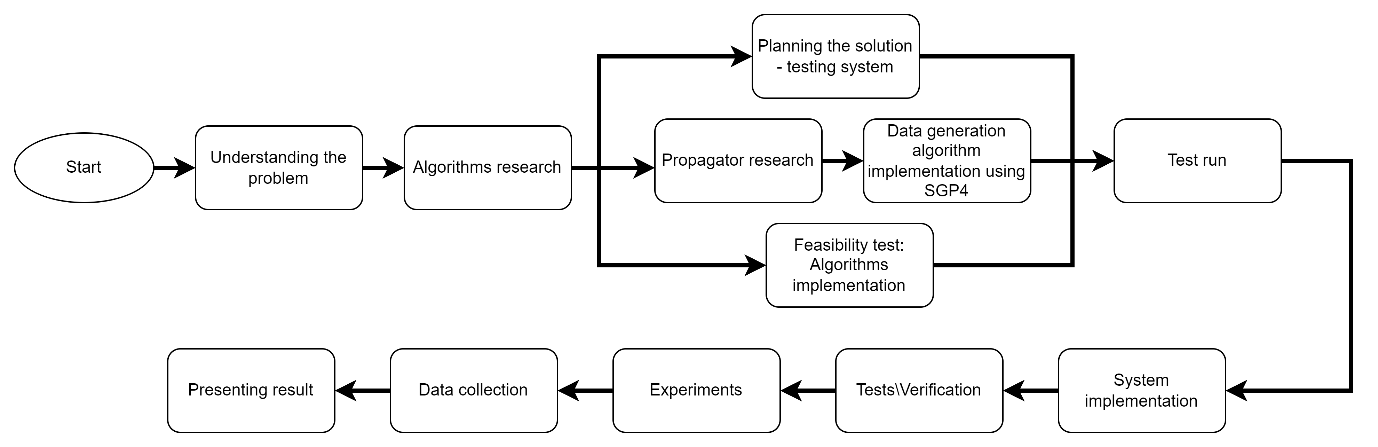 Start
Understanding the
problem
Algorithms research
Planning the solution
- testing system
Propagator research
Data generation
algorithm
implementation using
SGP4
Feasibility test:
Algorithms
implementation
Test run
System
implementation
Tests\Verification
Experiments
Data collection
Presenting result